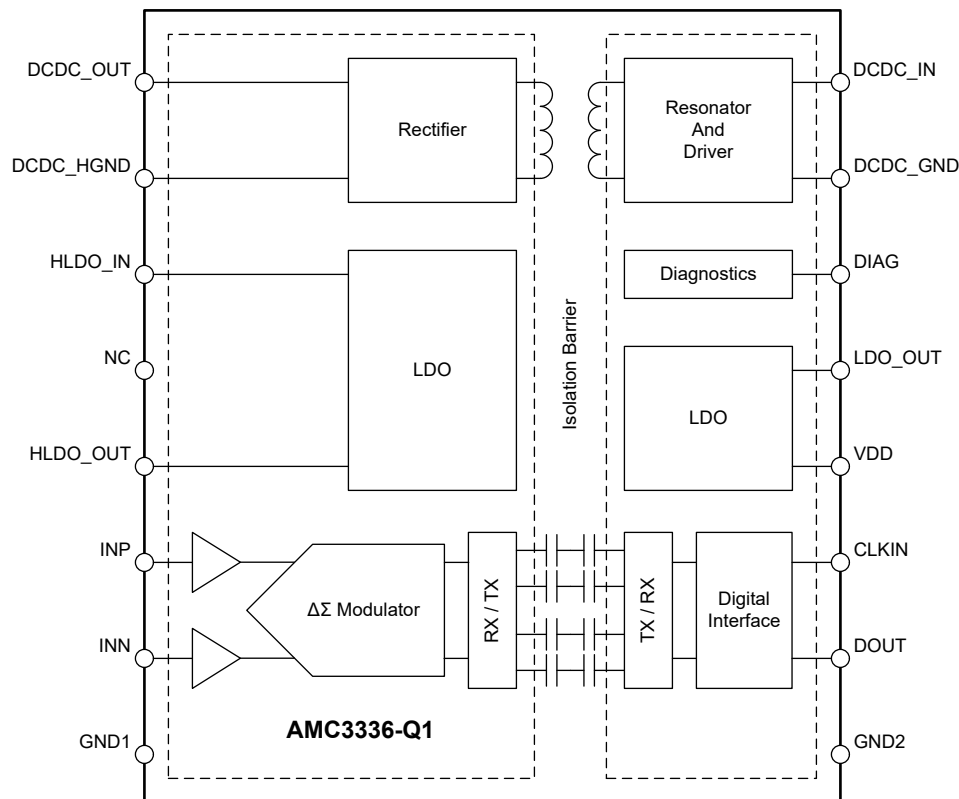 DCDC_OUT
DCDC_HGND
HLDO_IN
NC
HLDO_OUT
INP
INN
GND1
Rectifier
LDO
ΔΣ Modulator
RX / TX
AMC3336-Q1
Isolation Barrier
Resonator
And
Driver
Diagnostics
LDO
TX / RX
Digital
Interface
DCDC_IN
DCDC_GND
DIAG
LDO_OUT
VDD
CLKIN
DOUT
GND2